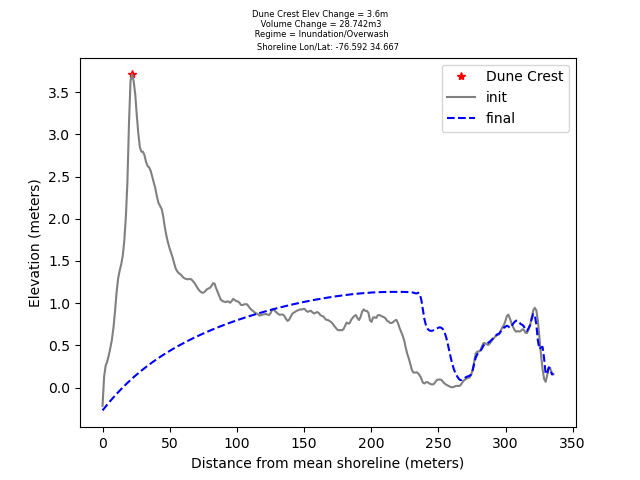 Dune Crest Elev Change = 3.6m
Volume Change = 28.742m3
Regime = Inundation/Overwash
Shoreline Lon/Lat: -76.592 34.667
Dune Crest
init
final
3.5
3.0
2.5
2.0
1.5
1.0
0.5
0.0
Elevation (meters)
0 50 100 150 200 250 300 350
Distance from mean shoreline (meters)